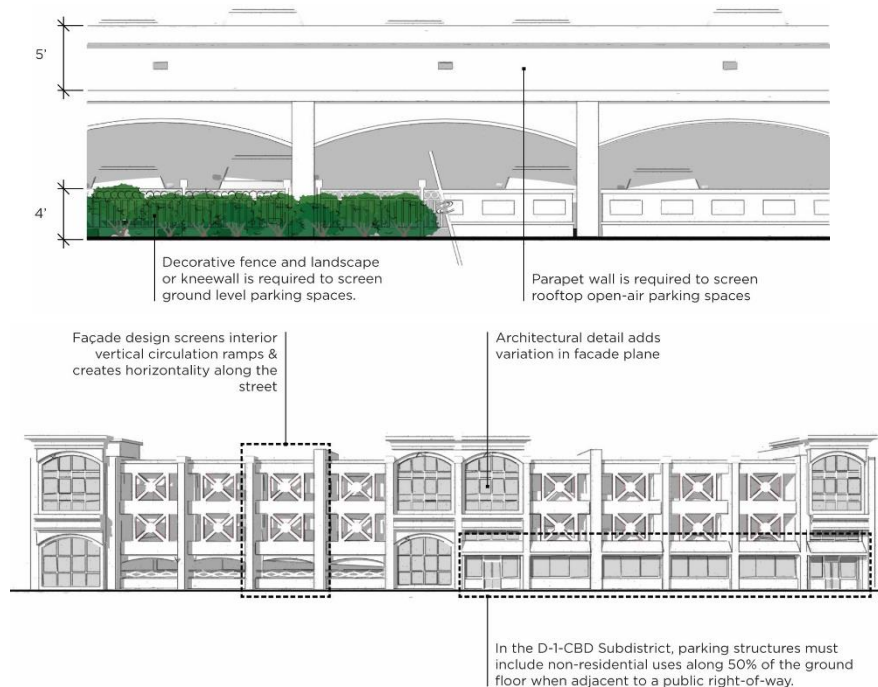 5'
4'
Decorative fence and landscape
or kneewall is required to screen
ground level parking spaces.
Parapet wall is required to screen
rooftop open-air parking spaces
Façade design screens interior
vertical circulation ramps &
creates horizontality along the
street
Architectural detail adds
variation in facade plane
In the D-1-CBD Subdistrict, parking structures must
include non-residential uses along 50% of the ground
floor when adjacent to a public right-of-way.